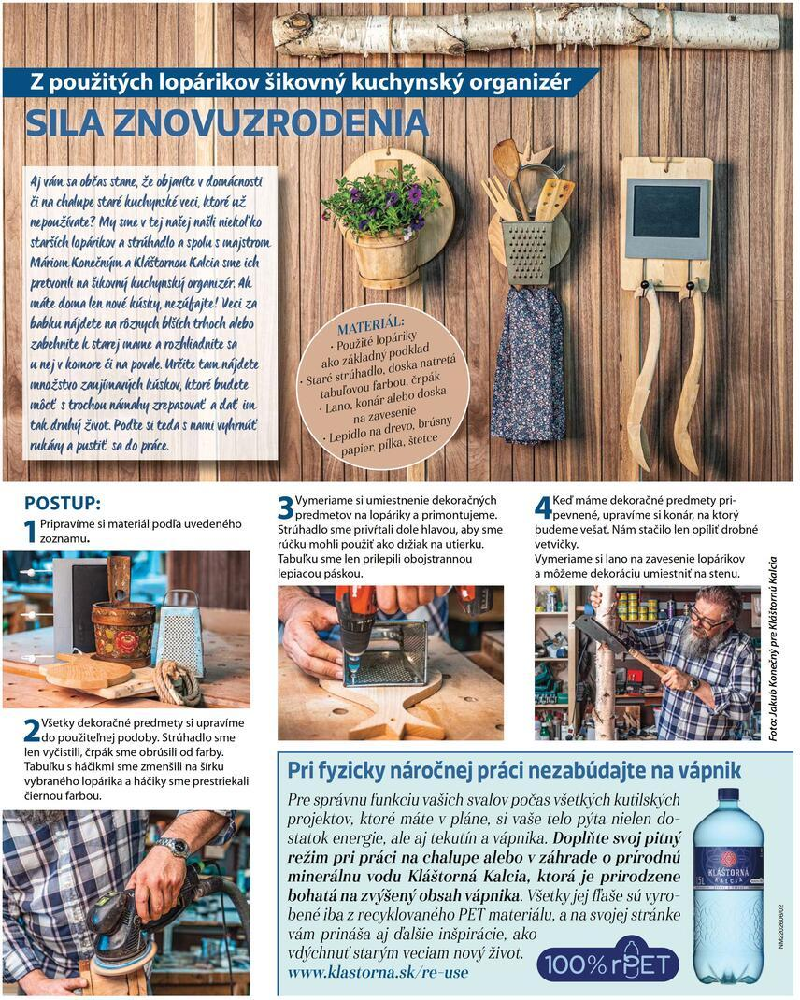 Z použitých lopárikov šikovný kuchynský organizér
SILA ZNOVUZRODENIA
Aj vám sa občas stane, že objavíte v domácnosti
či na chalupe staré kuchynské veci, ktoré už
nepoužívate? My sme v tej našej našli niekoľko
starších lopárikov a strúhadlo a spolu s majstrom
Máriom Konečným a Kláštornou Kalcia sme ich
pretvorili na šikovný kuchynský organizér. Ak
máte doma len nové kúsky, nezúfajte! Veci za
babku nájdete na rôznych blších trhoch alebo
zabehnite k starej mame a rozhliadnite sa
u nej v komore či na povale. Určite tam nájdete
množstvo zaujímavých kúskov, ktoré budete
môcť s trochou námahy zrepasovať a dať im
tak druhý život. Poďte si teda s nami vyhrnúť
rukávy a pustiť sa do práce.
MATERIÁL:
• Použité lopáriky
ako základný podklad
• Staré strúhadlo, doska natretá
tabuľovou farbou, črpák
• Lano, konár alebo doska
na zavesenie
• Lepidlo na drevo, brúsny
papier, pílka, štetce
POSTUP:
1 Pripravíme si materiál podľa uvedeného
zoznamu.
2 Všetky dekoračné predmety si upravíme
do použiteľnej podoby. Strúhadlo sme
len vyčistili, črpák sme obrúsili od farby.
Tabuľku s háčikmi sme zmenšili na šírku
vybraného lopárika a háčiky sme prestriekali
čiernou farbou.
3 Vymeriame si umiestnenie dekoračných
predmetov na lopáriky a primontujeme.
Strúhadlo sme privŕtali dole hlavou, aby sme
rúčku mohli použiť ako držiak na utierku.
Tabuľku sme len prilepili obojstrannou
lepiacou páskou.
4 Keď máme dekoračné predmety pri-
pevnené, upravíme si konár, na ktorý
budeme vešať. Nám stačilo len opíliť drobné
vetvičky.
Vymeriame si lano na zavesenie lopárikov
a môžeme dekoráciu umiestniť na stenu.
Foto: Jakub Konečný pre Kláštornú Kalcia
Pri fyzicky náročnej práci nezabúdajte na vápnik
Pre správnu funkciu vašich svalov počas všetkých kutilských
projektov, ktoré máte v pláne, si vaše telo pýta nielen do-
statok energie, ale aj tekutín a vápnika. Doplňte svoj pitný
režim pri práci na chalupe alebo v záhrade o prírodnú
minerálnu vodu Kláštorná Kalcia, ktorá je prirodzene
bohatá na zvýšený obsah vápnika. Všetky jej fľaše sú vyro-
bené iba z recyklovaného PET materiálu, a na svojej stránke
vám prináša aj ďalšie inšpirácie, ako
vdýchnuť starým veciam nový život.
www.klastorna.sk/re-use
100% rPET
KLÁŠTORNÁ
KALCIA
1,5L
NM2202606/02